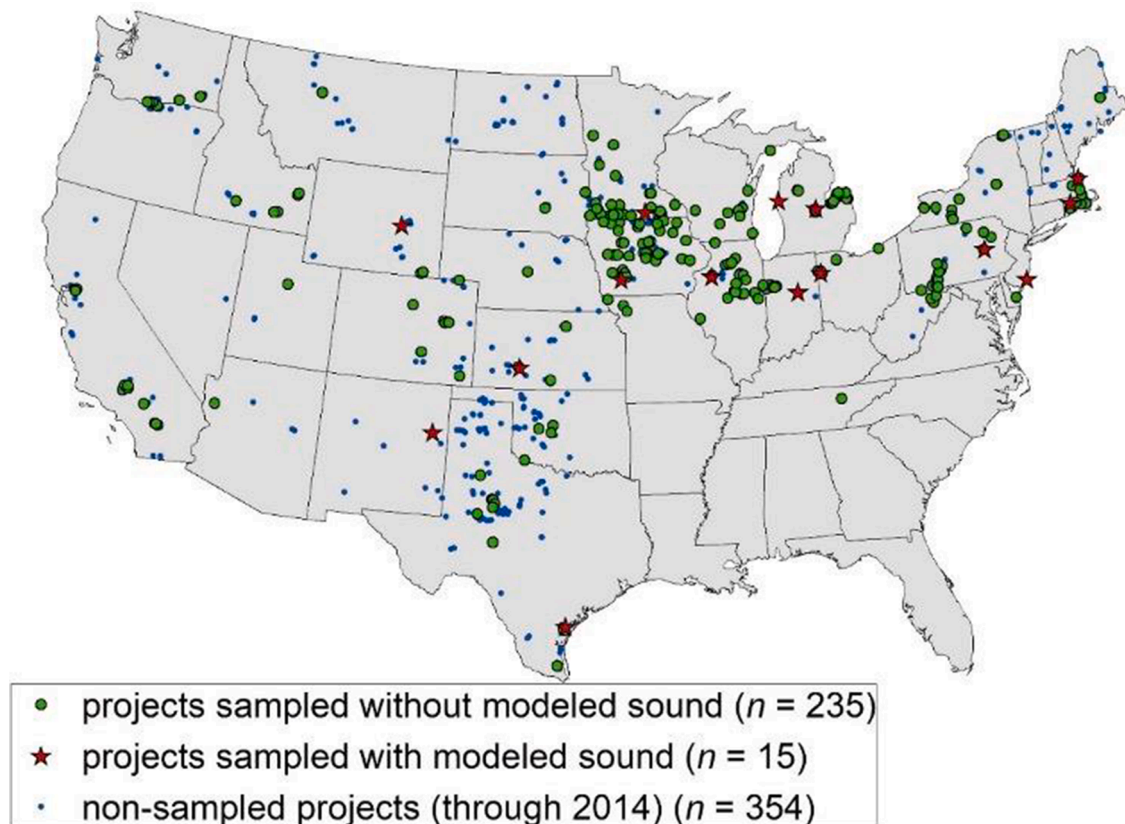 projects sampled without modeled sound (n = 235)
projects sampled with modeled sound (n = 15)
non-sampled projects (through 2014) (n = 354)